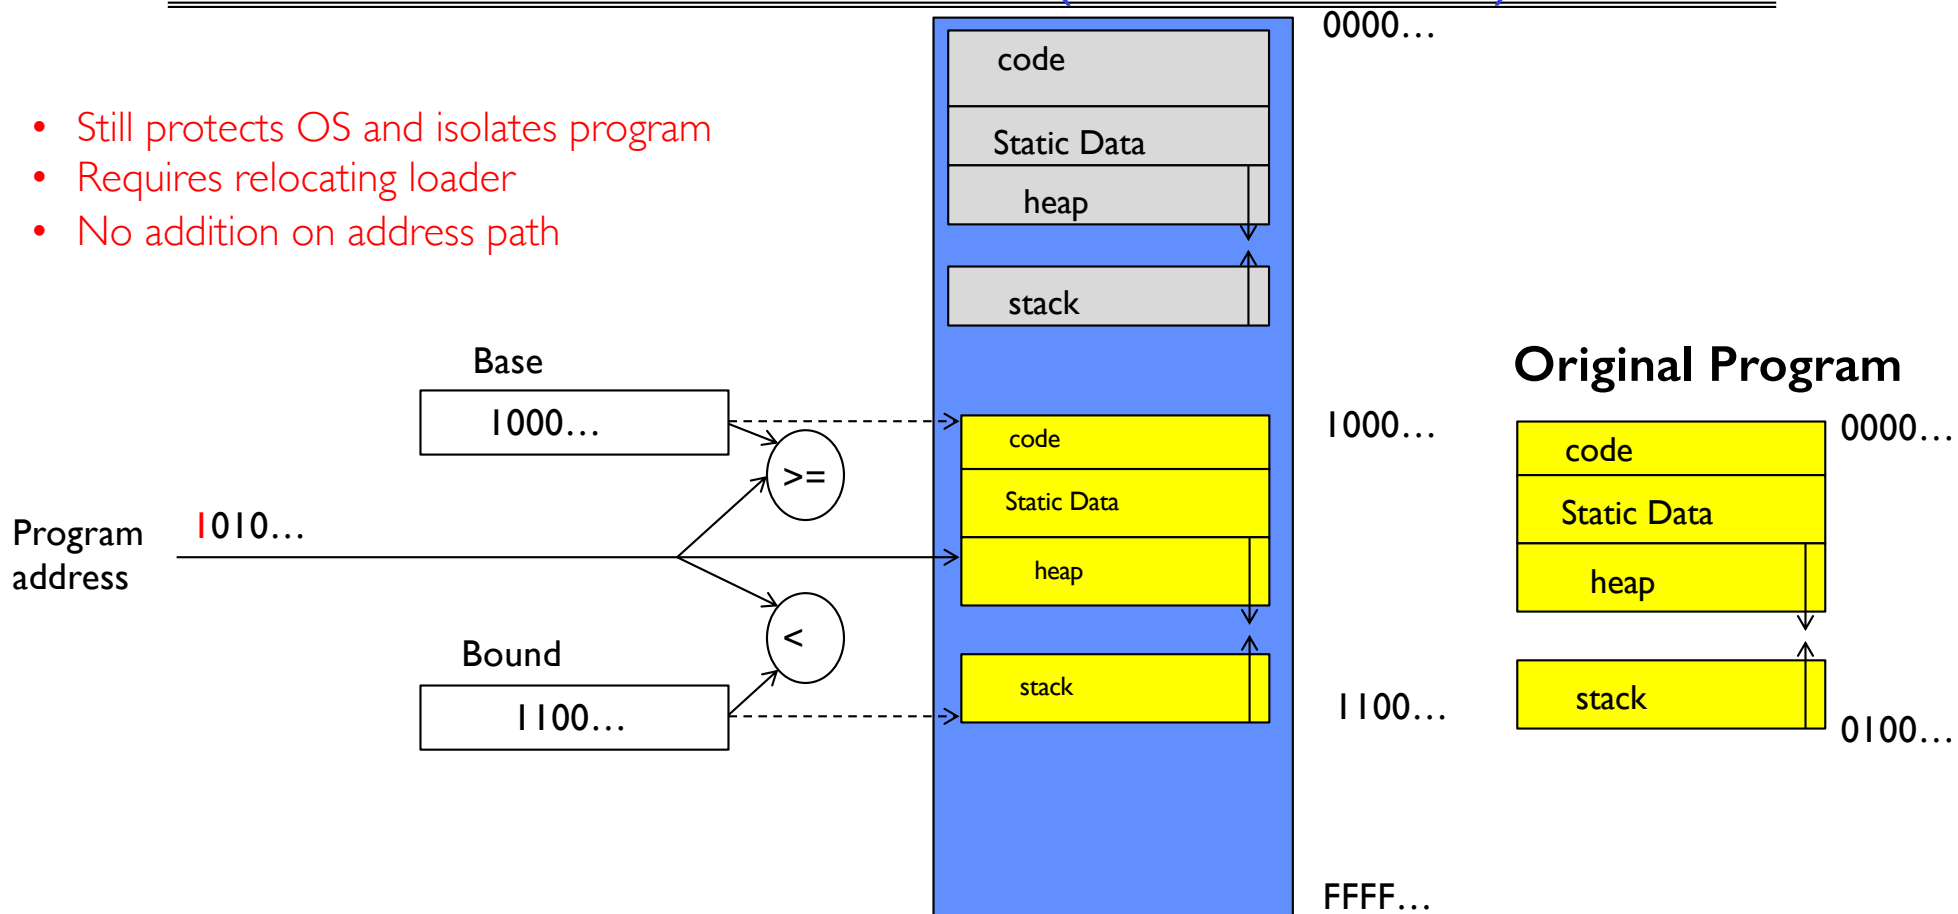 0000…
code
• Still protects OS and isolates program
Static Data
• Requires relocating loader
heap
• No addition on address path
stack
Base
Original Program
1000…
code
1000…
code
0000…
>=
Static Data
Static Data
Program address
1010…
heap
heap
<
Bound
stack
stack
1100…
1100…
0100…
FFFF…